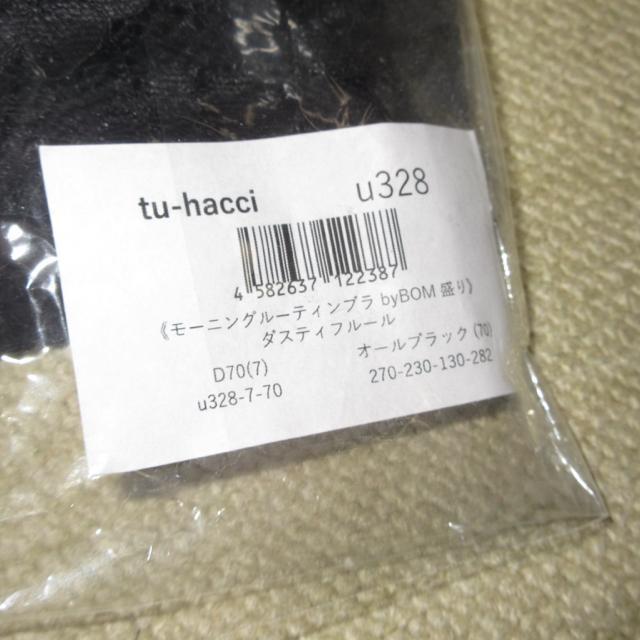 tu-hacci u328
4 582637 122387
《モーニングルーティンブラ byBOM 盛り》
ダスティフルール
D70(7) オールブラック (70)
u328-7-70 270-230-130-282